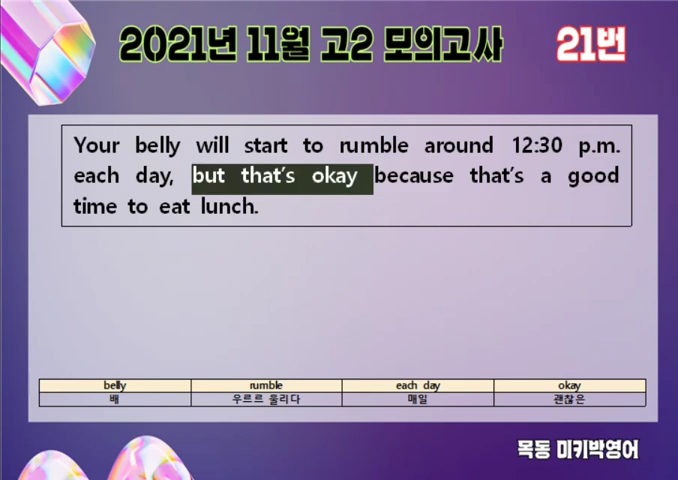 2021년 11월 고2 모의고사 21번
Your belly will start to rumble around 12:30 p.m.
each day, but that's okay because that's a good
time to eat lunch.
belly rumble each day okay
배 우르르 울리다 매일 괜찮은
목동 미키박영어